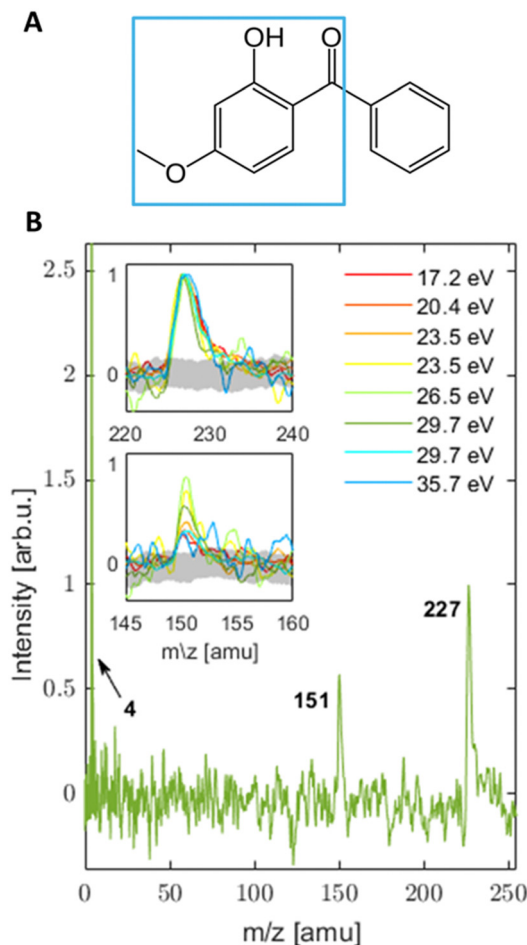 A
OH
O
O
B
2.5
2
1.5
1
0.5
0
Intensity [arb.u.]
1
0
220 230 240
1
0
145 150 155 160
m\z [amu]
17.2 eV
20.4 eV
23.5 eV
23.5 eV
26.5 eV
29.7 eV
29.7 eV
35.7 eV
4
151
227
0 50 100 150 200 250
m/z [amu]